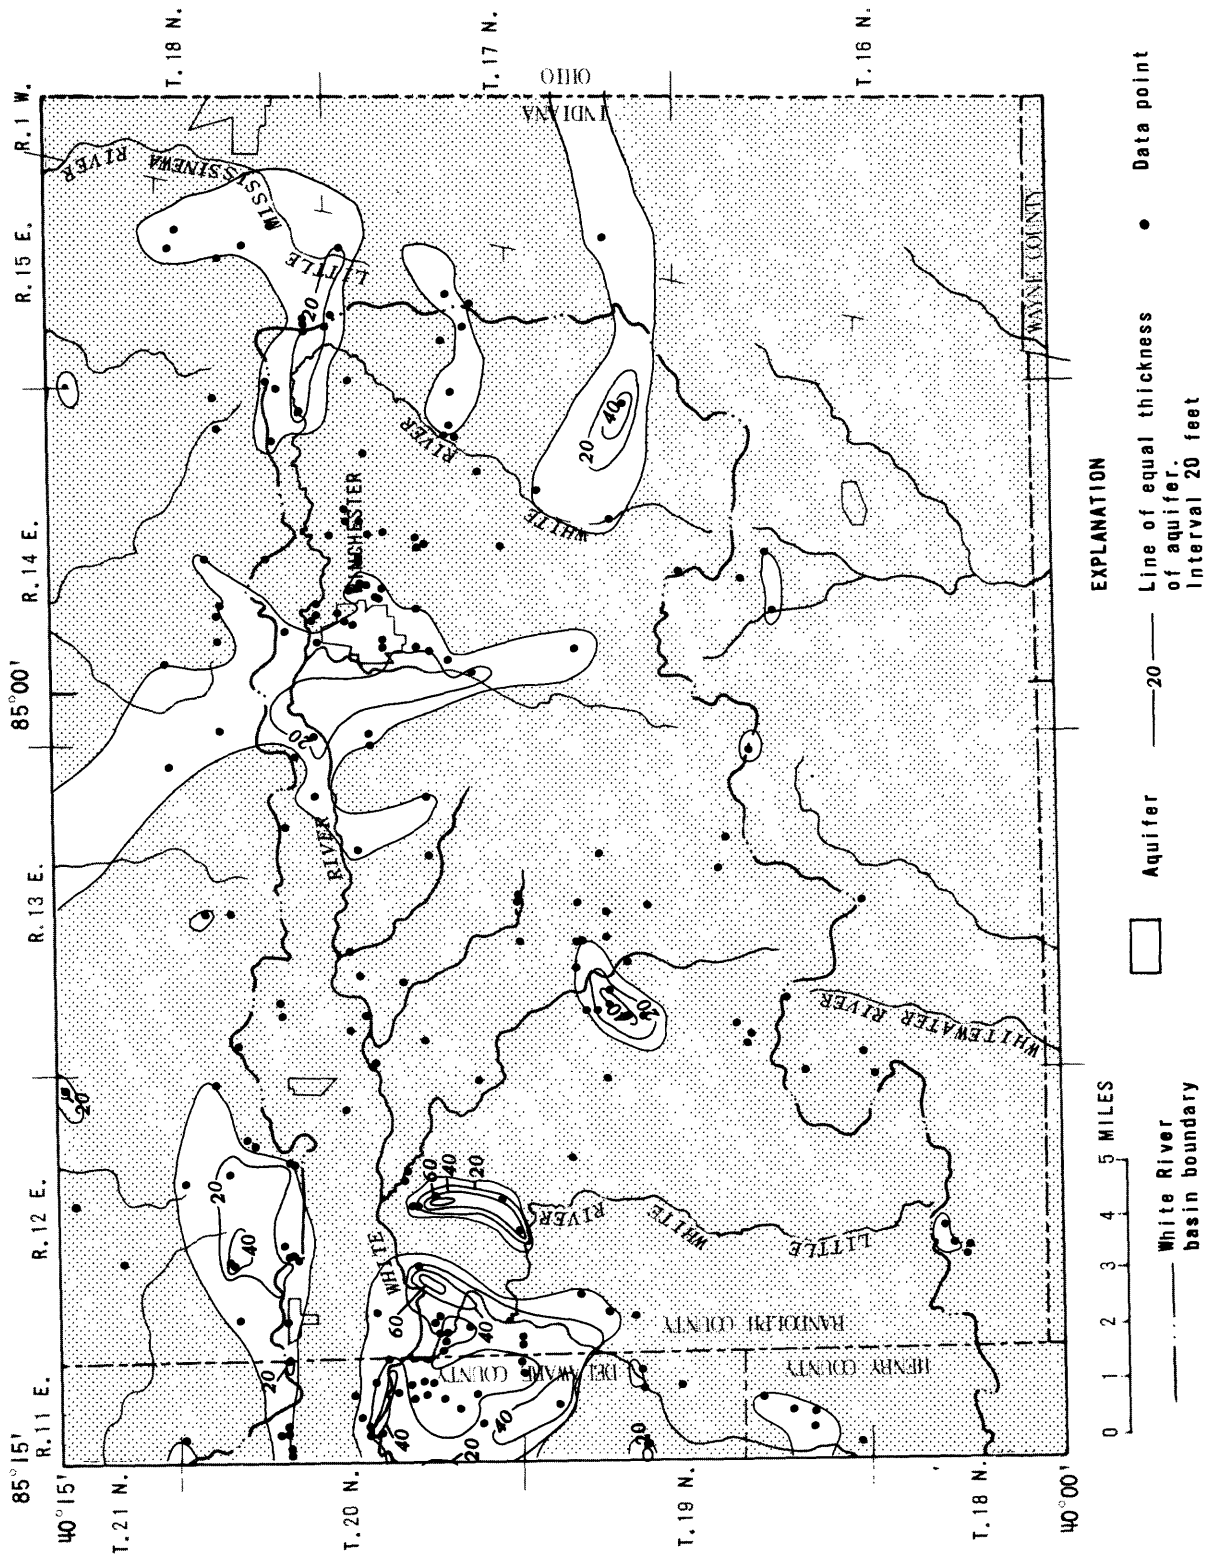 85°15'
R.11 E.
R.12 E.
R.13 E.
85°00'
R.14 E.
R.15 E.
R.1 W.
40°15'
T.21 N.
T.20 N.
T.19 N.
T.18 N.
40°00'
T.18 N.
T.17 N.
T.16 N.
INDIANA
OHIO
MISSISSINEWA RIVER
LITTLE
WHITE RIVER
WHITE RIVER
LITTLE WHITE RIVER
WHITEWATER RIVER
WINCHESTER
DELAWARE COUNTY
RANDOLPH COUNTY
HENRY COUNTY
WAYNE COUNTY
20
20
40
20
40
60
40
20
40
20
60
40
20
40
20
20
20
20
40
20
EXPLANATION
Aquifer
—20— Line of equal thickness
of aquifer.
Interval 20 feet
Data point
White River
basin boundary
0 1 2 3 4 5 MILES